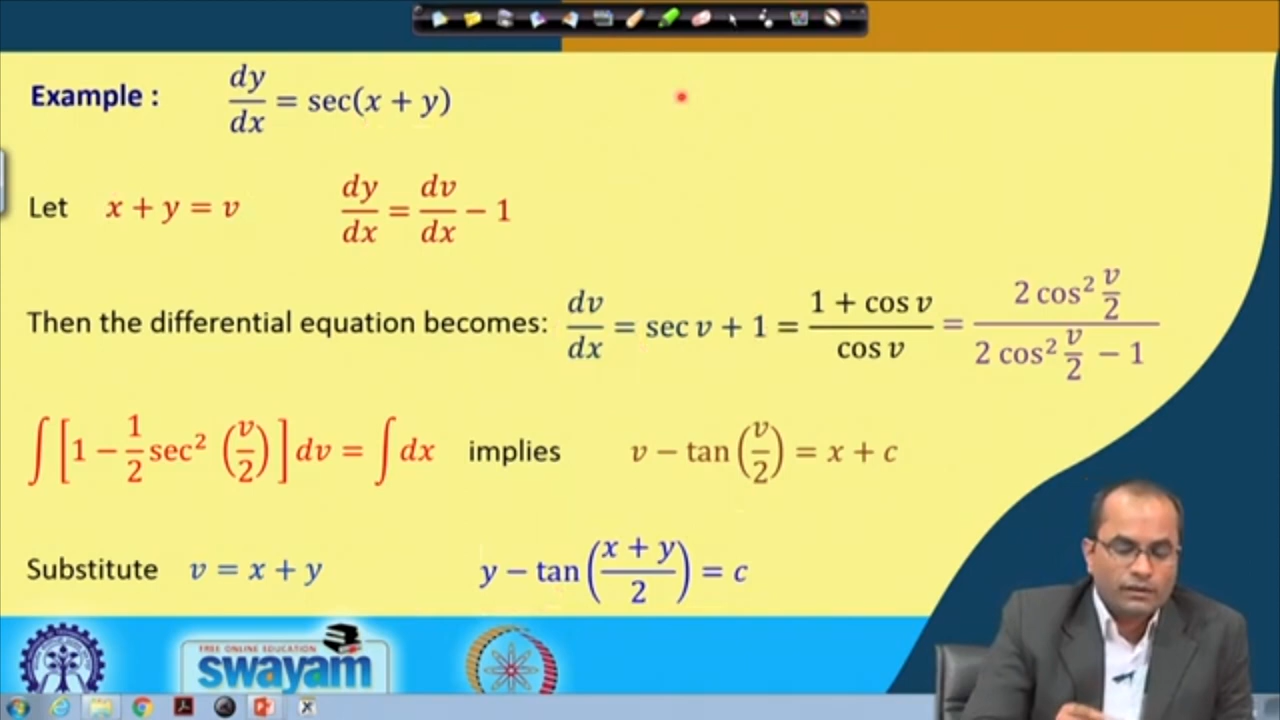 Example : dy/dx = sec(x + y)
Let x + y = v dy/dx = dv/dx − 1
Then the differential equation becomes: dv/dx = sec v + 1 = (1 + cos v)/(cos v) = (2 cos² v/2)/(2 cos² v/2 − 1)
∫ [1 − 1/2 sec² (v/2)] dv = ∫ dx implies v − tan (v/2) = x + c
Substitute v = x + y y − tan ((x + y)/2) = c
FREE ONLINE EDUCATION
swayam